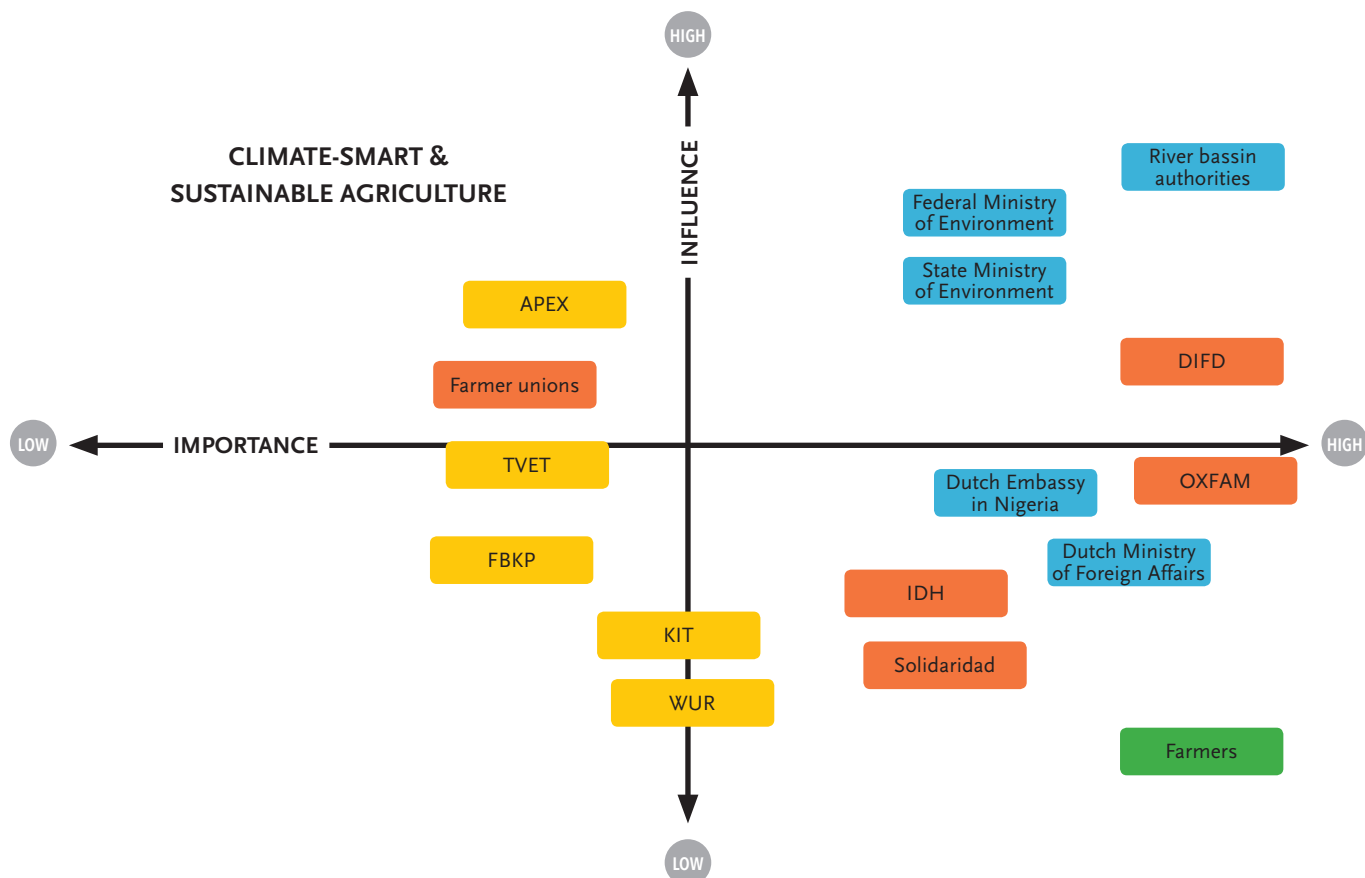 HIGH
CLIMATE-SMART &
SUSTAINABLE AGRICULTURE
INFLUENCE
River bassin
authorities
Federal Ministry
of Environment
State Ministry
of Environment
APEX
DIFD
Farmer unions
LOW
IMPORTANCE
HIGH
TVET
Dutch Embassy
in Nigeria
OXFAM
FBKP
Dutch Ministry
of Foreign Affairs
IDH
KIT
Solidaridad
WUR
Farmers
LOW